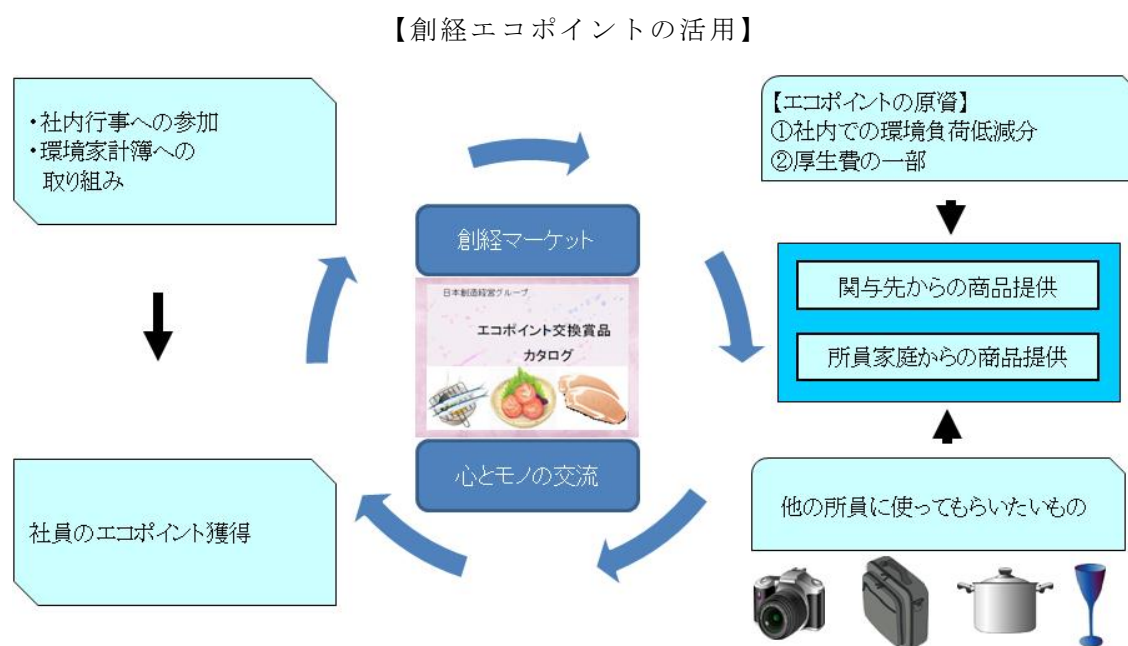 【創経エコポイントの活用】
・社内行事への参加
・環境家計簿への
取り組み
【エコポイントの原資】
①社内での環境負荷低減分
②厚生費の一部
創経マーケット
日本創造経営グループ
エコポイント交換賞品
カタログ
関与先からの商品提供
所員家庭からの商品提供
心とモノの交流
社員のエコポイント獲得
他の所員に使ってもらいたいもの